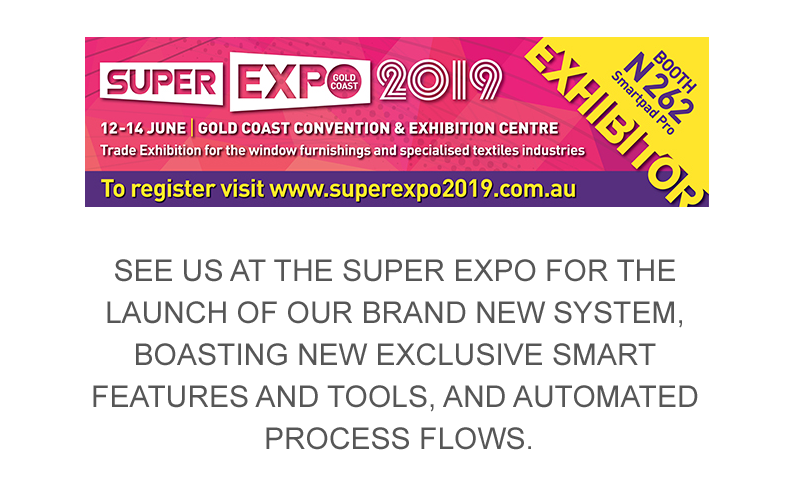 SUPER EXPO GOLD COAST 2019
12-14 JUNE | GOLD COAST CONVENTION & EXHIBITION CENTRE
Trade Exhibition for the window furnishings and specialised textiles industries
To register visit www.superexpo2019.com.au
EXHIBITOR
BOOTH
N262
Smartpad Pro
SEE US AT THE SUPER EXPO FOR THE
LAUNCH OF OUR BRAND NEW SYSTEM,
BOASTING NEW EXCLUSIVE SMART
FEATURES AND TOOLS, AND AUTOMATED
PROCESS FLOWS.